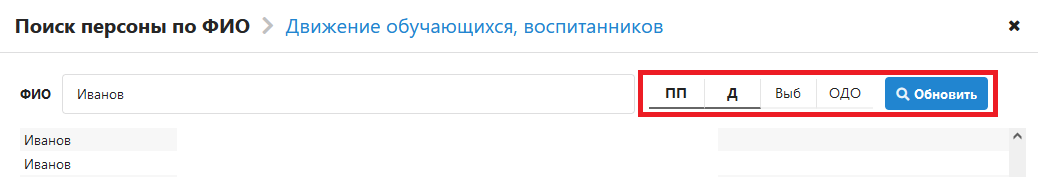 Поиск персоны по ФИО > Движение обучающихся, воспитанников ✖
ФИО Иванов ПП Д Выб ОДО Обновить
Иванов
Иванов